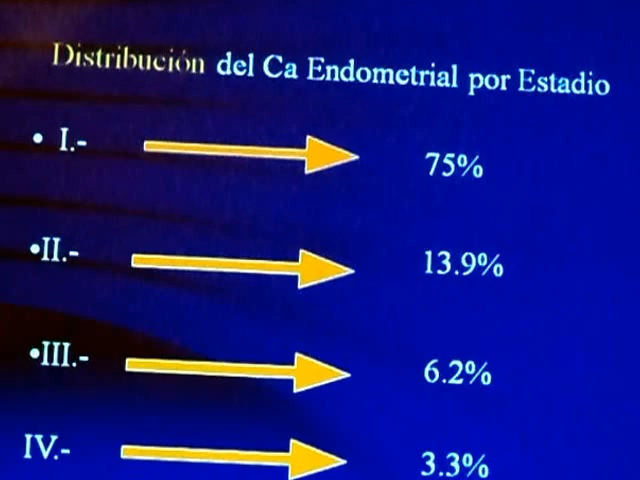 Distribución del Ca Endometrial por Estadio
• I.- 75%
•II.- 13.9%
•III.- 6.2%
IV.- 3.3%